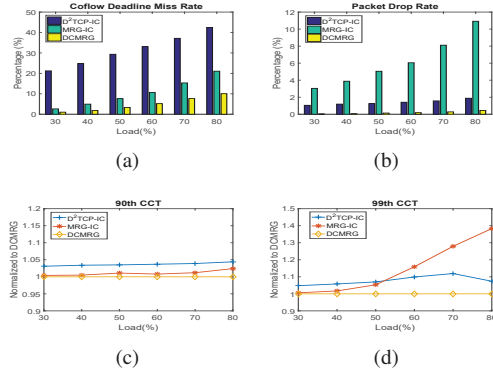 Coflow Deadline Miss Rate
50
40
30
20
10
0
Percentage (%)
D²TCP-IC
MRG-IC
DCMRG
30 40 50 60 70 80
Load(%)
(a)
Packet Drop Rate
12
10
8
6
4
2
0
Percentage (%)
D²TCP-IC
MRG-IC
DCMRG
30 40 50 60 70 80
Load(%)
(b)
90th CCT
1.2
1.15
1.1
1.05
1
0.95
0.9
Normalized to DCMRG
D²TCP-IC
MRG-IC
DCMRG
30 40 50 60 70 80
Load(%)
(c)
99th CCT
1.5
1.4
1.3
1.2
1.1
1
0.9
Normalized to DCMRG
D²TCP-IC
MRG-IC
DCMRG
30 40 50 60 70 80
Load(%)
(d)